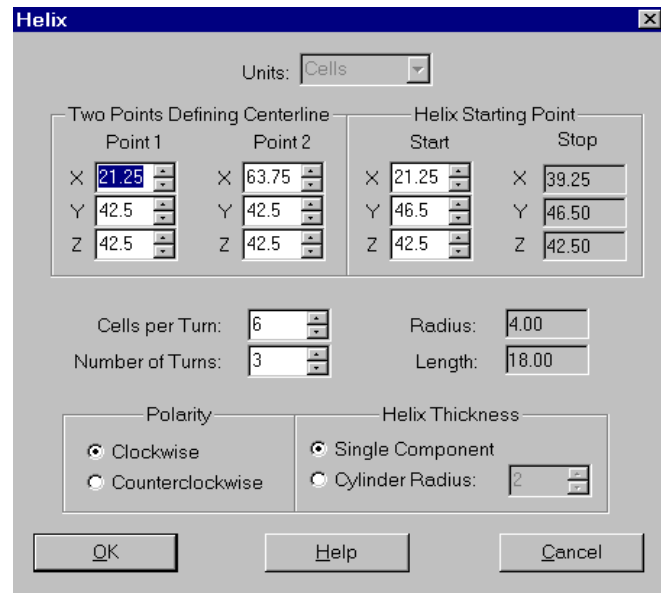 Helix
Units: Cells
Two Points Defining Centerline
Helix Starting Point
Point 1 Point 2 Start Stop
X 21.25 X 63.75 X 21.25 X 39.25
Y 42.5 Y 42.5 Y 46.5 Y 46.50
Z 42.5 Z 42.5 Z 42.5 Z 42.50
Cells per Turn: 6 Radius: 4.00
Number of Turns: 3 Length: 18.00
Polarity
Helix Thickness
Clockwise Single Component
Counterclockwise Cylinder Radius: 2
OK Help Cancel